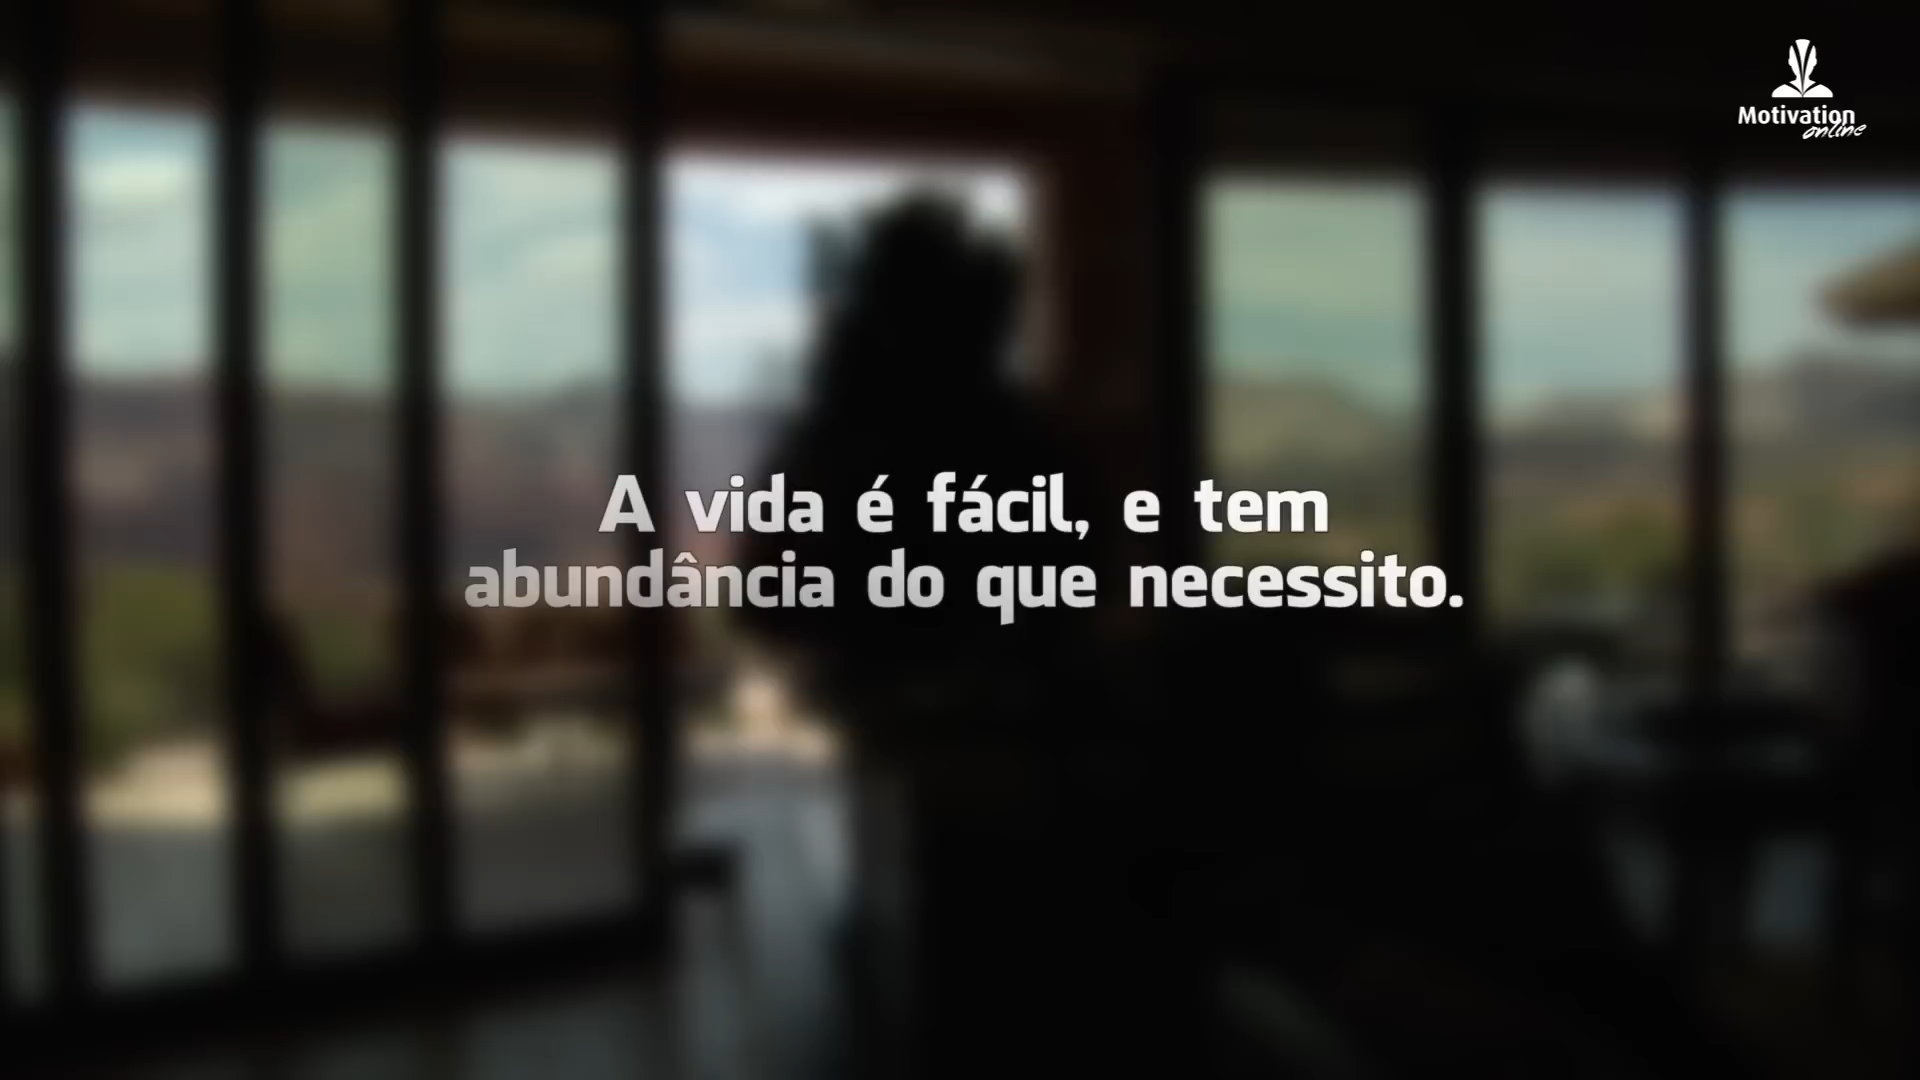 Motivation
online
A vida é fácil, e tem
abundância do que necessito.